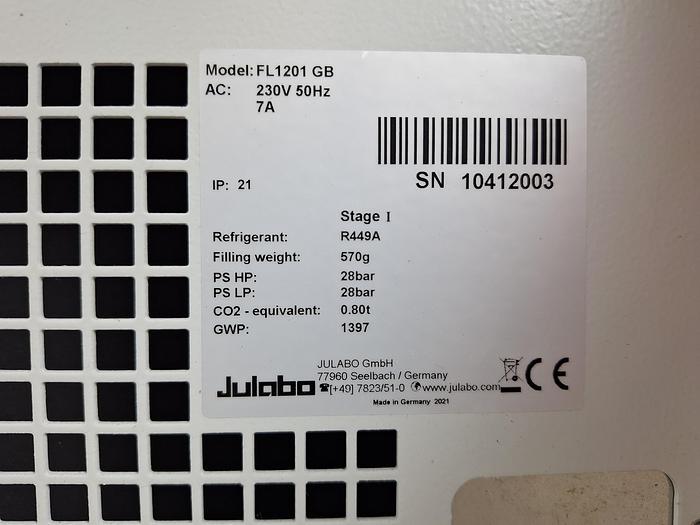 Model: FL1201 GB
AC: 230V 50Hz
7A
IP: 21
SN 10412003
Stage I
Refrigerant: R449A
Filling weight: 570g
PS HP: 28bar
PS LP: 28bar
CO2 - equivalent: 0.80t
GWP: 1397
JULABO GmbH
77960 Seelbach / Germany
Julabo ☎[+49] 7823/51-0 www.julabo.com
CE
Made in Germany 2021